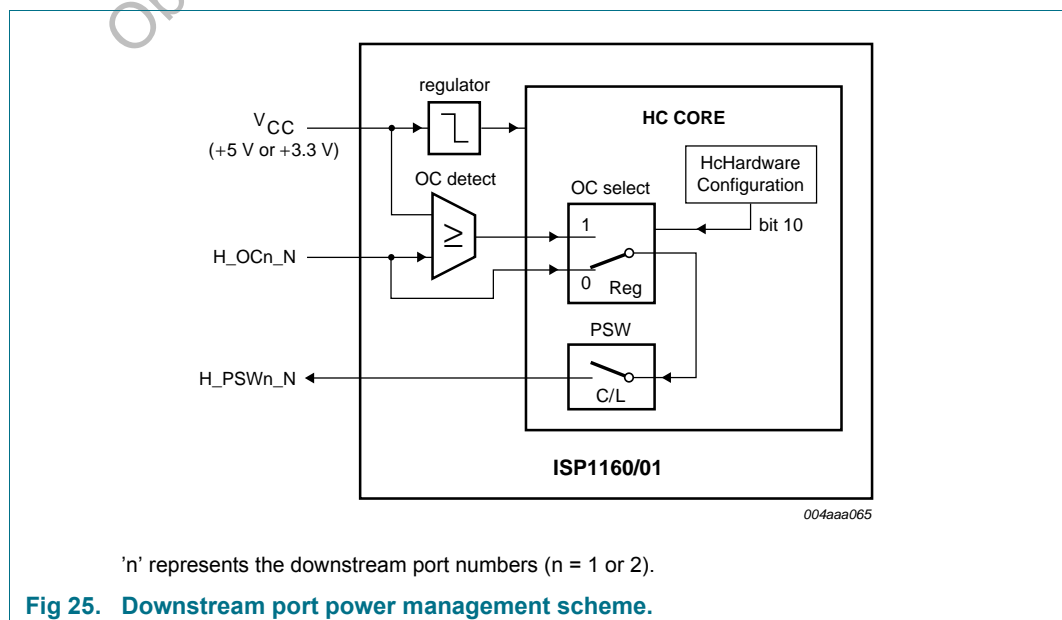 Ob
regulator
HC CORE
VCC
(+5 V or +3.3 V)
HcHardware
Configuration
OC detect
OC select
1
bit 10
≥
H_OCn_N
0
Reg
PSW
H_PSWn_N
C/L
ISP1160/01
004aaa065
'n' represents the downstream port numbers (n = 1 or 2).
Fig 25. Downstream port power management scheme.